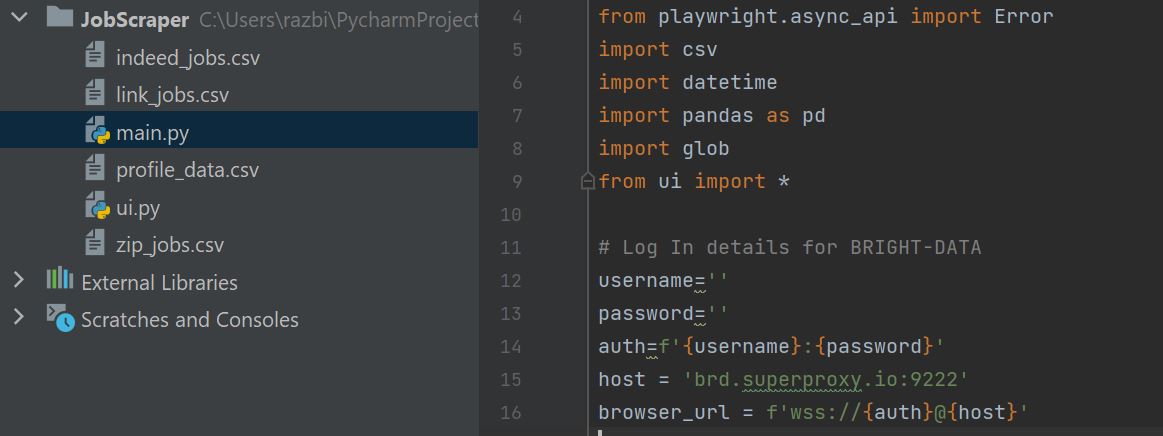 JobScraper C:\Users\razbi\PycharmProject
indeed_jobs.csv
link_jobs.csv
main.py
profile_data.csv
ui.py
zip_jobs.csv
External Libraries
Scratches and Consoles
4 from playwright.async_api import Error
5 import csv
6 import datetime
7 import pandas as pd
8 import glob
9 from ui import *
10
11 # Log In details for BRIGHT-DATA
12 username=''
13 password=''
14 auth=f'{username}:{password}'
15 host = 'brd.superproxy.io:9222'
16 browser_url = f'wss://{auth}@{host}'